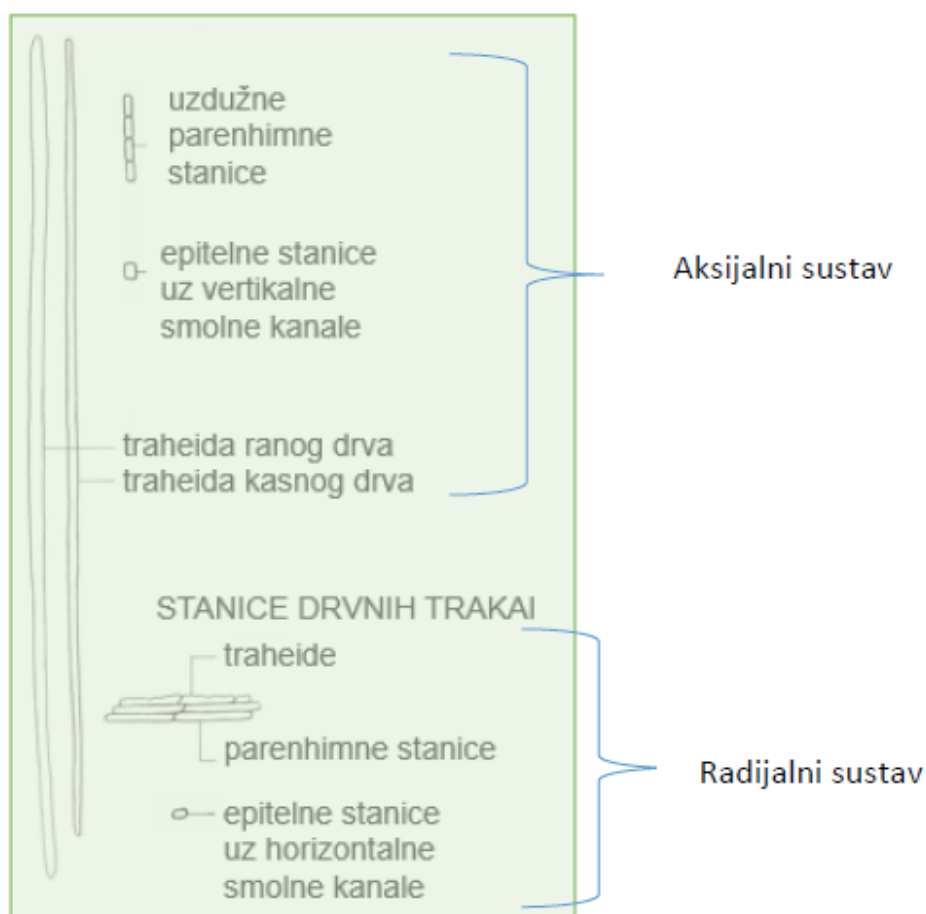 uzdužne
parenhimne
stanice
epitelne stanice
uz vertikalne
smolne kanale
Aksijalni sustav
traheida ranog drva
traheida kasnog drva
STANICE DRVNIH TRAKAI
traheide
parenhimne stanice
Radijalni sustav
epitelne stanice
uz horizontalne
smolne kanale